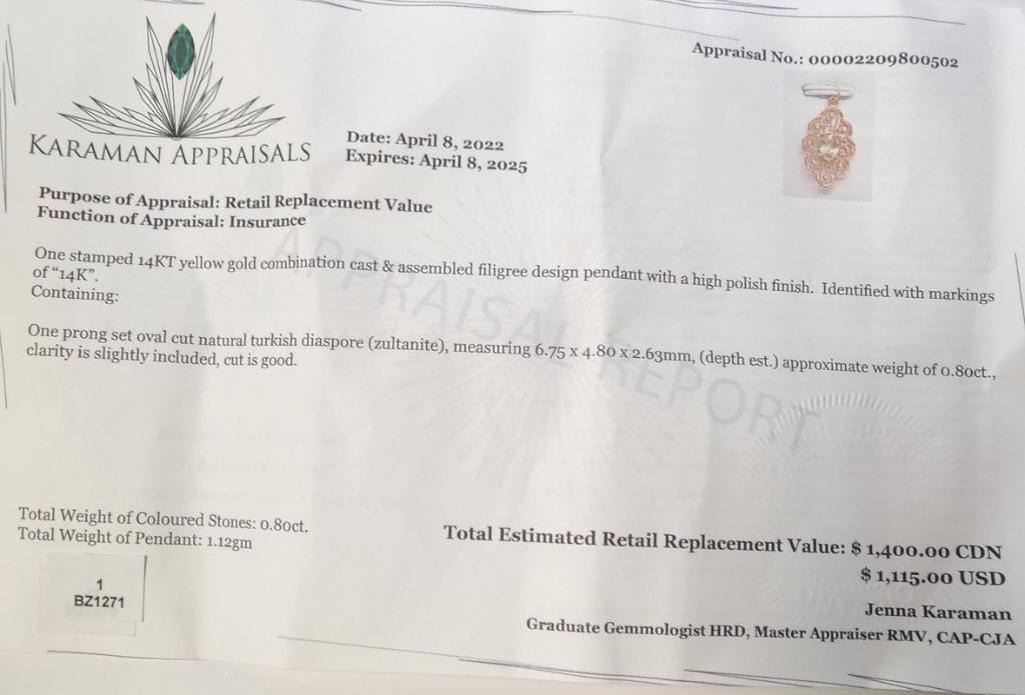 Appraisal No.: 00002209800502
KARAMAN APPRAISALS
Date: April 8, 2022
Expires: April 8, 2025
Purpose of Appraisal: Retail Replacement Value
Function of Appraisal: Insurance
One stamped 14KT yellow gold combination cast & assembled filigree design pendant with a high polish finish. Identified with markings
of "14K".
Containing:
One prong set oval cut natural turkish diaspore (zultanite), measuring 6.75 x 4.80 x 2.63mm, (depth est.) approximate weight of 0.80ct.,
clarity is slightly included, cut is good.
APPRAISAL REPORT
Total Weight of Coloured Stones: 0.80ct.
Total Weight of Pendant: 1.12gm
Total Estimated Retail Replacement Value: $ 1,400.00 CDN
$ 1,115.00 USD
1
BZ1271
Jenna Karaman
Graduate Gemmologist HRD, Master Appraiser RMV, CAP-CJA